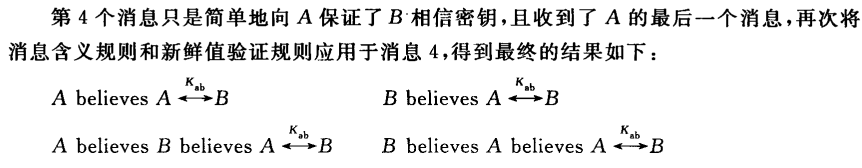 第 4 个消息只是简单地向 A 保证了 B 相信密钥,且收到了 A 的最后一个消息,再次将
消息含义规则和新鲜值验证规则应用于消息 4,得到最终的结果如下:
A believes A \overset{K_{ab}}{\longleftrightarrow} B B believes A \overset{K_{ab}}{\longleftrightarrow} B
A believes B believes A \overset{K_{ab}}{\longleftrightarrow} B B believes A believes A \overset{K_{ab}}{\longleftrightarrow} B